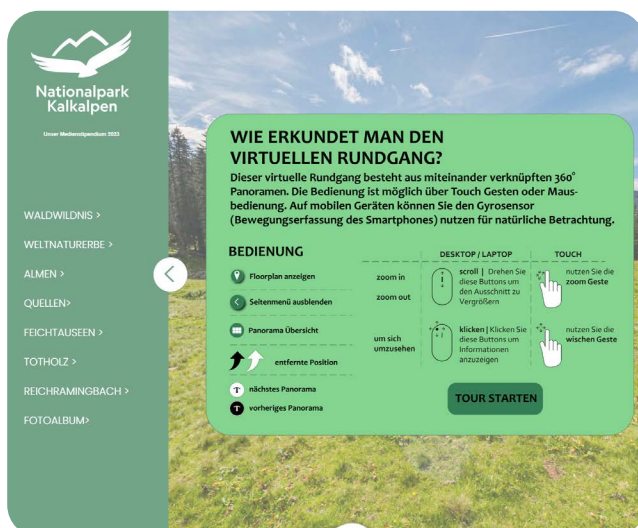 Nationalpark
Kalkalpen
Unser Medienstipendium 2023
WALDWILDNIS >
WELTNATURERBE >
ALMEN >
QUELLEN>
FEICHTAUSEEN >
TOTHOLZ >
REICHRAMINGBACH >
FOTOALBUM>
WIE ERKUNDET MAN DEN
VIRTUELLEN RUNDGANG?
Dieser virtuelle Rundgang besteht aus miteinander verknüpften 360°
Panoramen. Die Bedienung ist möglich über Touch Gesten oder Maus-
bedienung. Auf mobilen Geräten können Sie den Gyrosensor
(Bewegungserfassung des Smartphones) nutzen für natürliche Betrachtung.
BEDIENUNG
Floorplan anzeigen
Seitenmenü ausblenden
Panorama Übersicht
entfernte Position
nächstes Panorama
vorheriges Panorama
DESKTOP / LAPTOP
TOUCH
zoom in
zoom out
scroll | Drehen Sie
diese Buttons um
den Ausschnitt zu
Vergrößern
nutzen Sie die
zoom Geste
um sich
umzusehen
klicken | Klicken Sie
diese Buttons um
Informationen
anzuzeigen
nutzen Sie die
wischen Geste
TOUR STARTEN